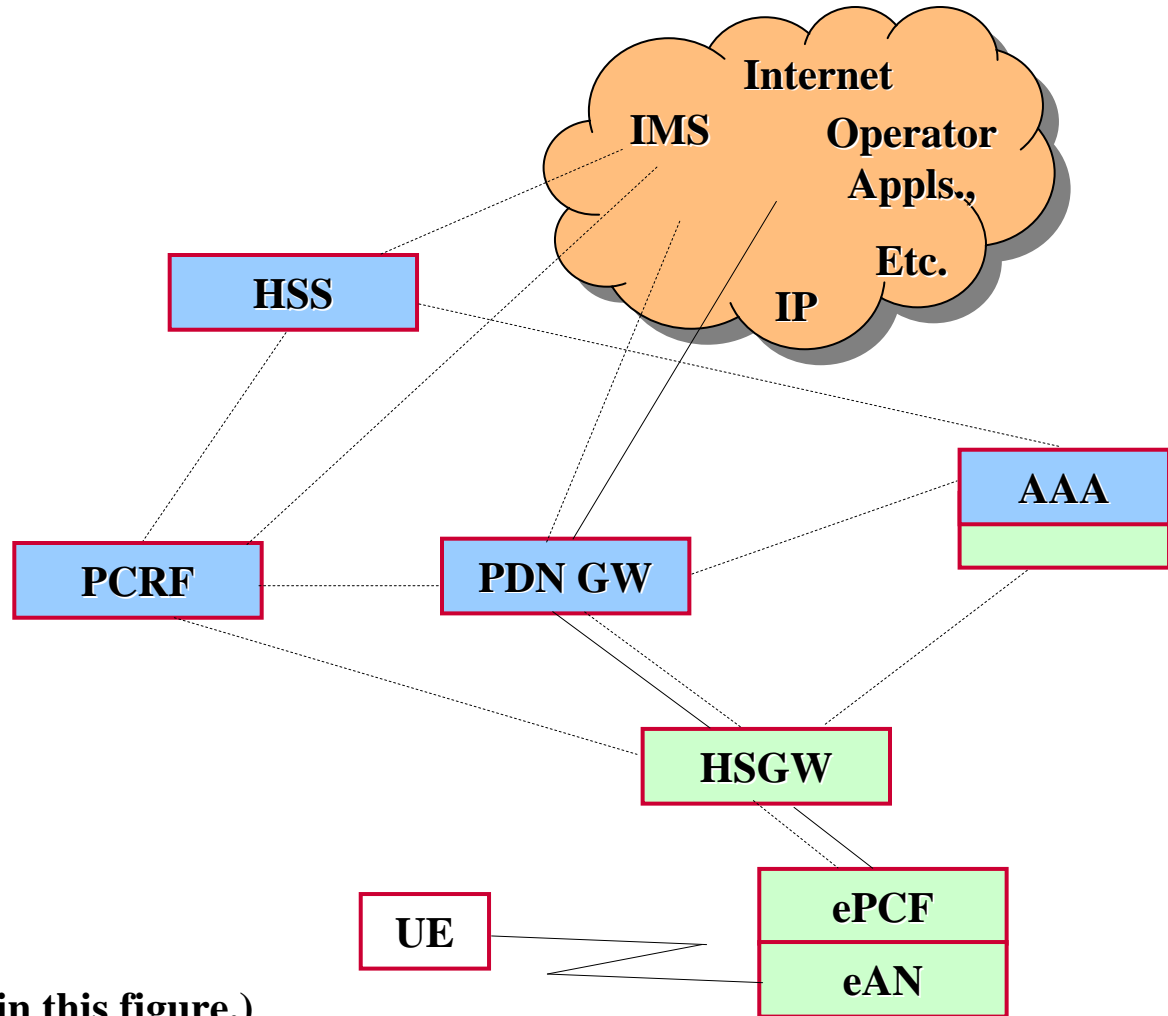 Internet
IMS
Operator
Appls.,
Etc.
IP
HSS
AAA
PCRF
PDN GW
HSGW
ePCF
UE
eAN
in this figure.)